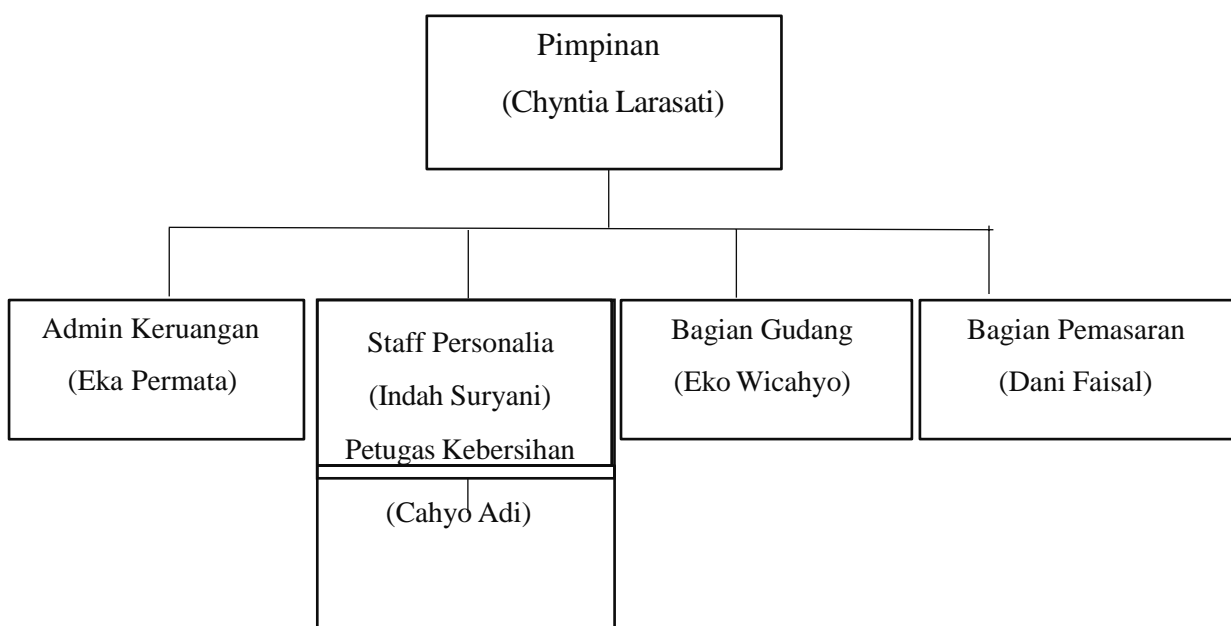 Pimpinan
(Chyntia Larasati)
Admin Keruangan
(Eka Permata)
Staff Personalia
(Indah Suryani)
Petugas Kebersihan
(Cahyo Adi)
Bagian Gudang
(Eko Wicahyo)
Bagian Pemasaran
(Dani Faisal)